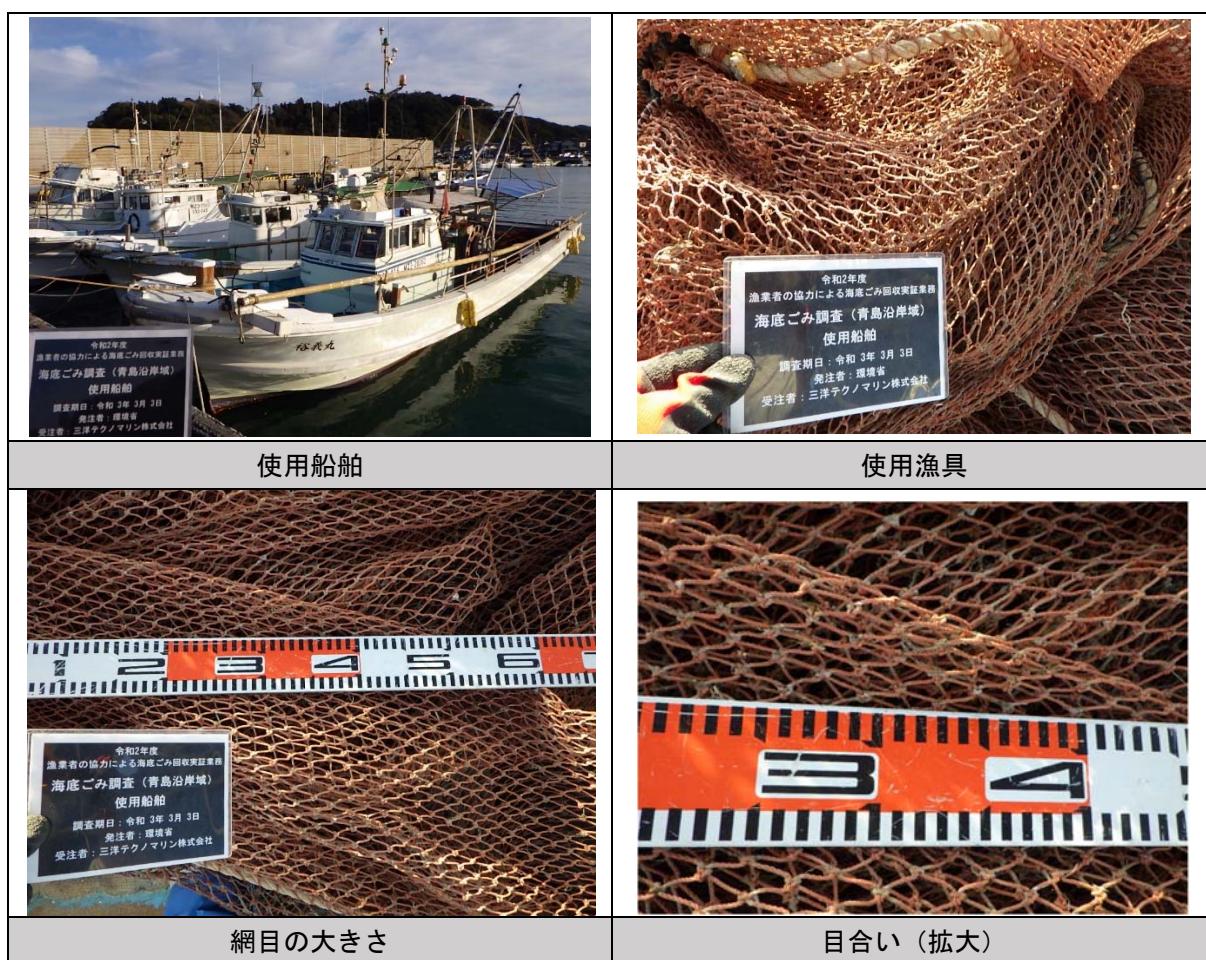 裕義丸
令和2年度
漁業者の協力による海底ごみ回収実証業務
海底ごみ調査（青島沿岸域）
使用船舶
調査期日：令和 3年 3月 3日
発注者：環境省
受注者：三洋テクノマリン株式会社
令和2年度
漁業者の協力による海底ごみ回収実証業務
海底ごみ調査（青島沿岸域）
使用船舶
調査期日：令和 3年 3月 3日
発注者：環境省
受注者：三洋テクノマリン株式会社
使用船舶
使用漁具
1 2 3 4 5 6
令和2年度
漁業者の協力による海底ごみ回収実証業務
海底ごみ調査（青島沿岸域）
使用船舶
調査期日：令和 3年 3月 3日
発注者：環境省
受注者：三洋テクノマリン株式会社
3 4
網目の大きさ
目合い（拡大）